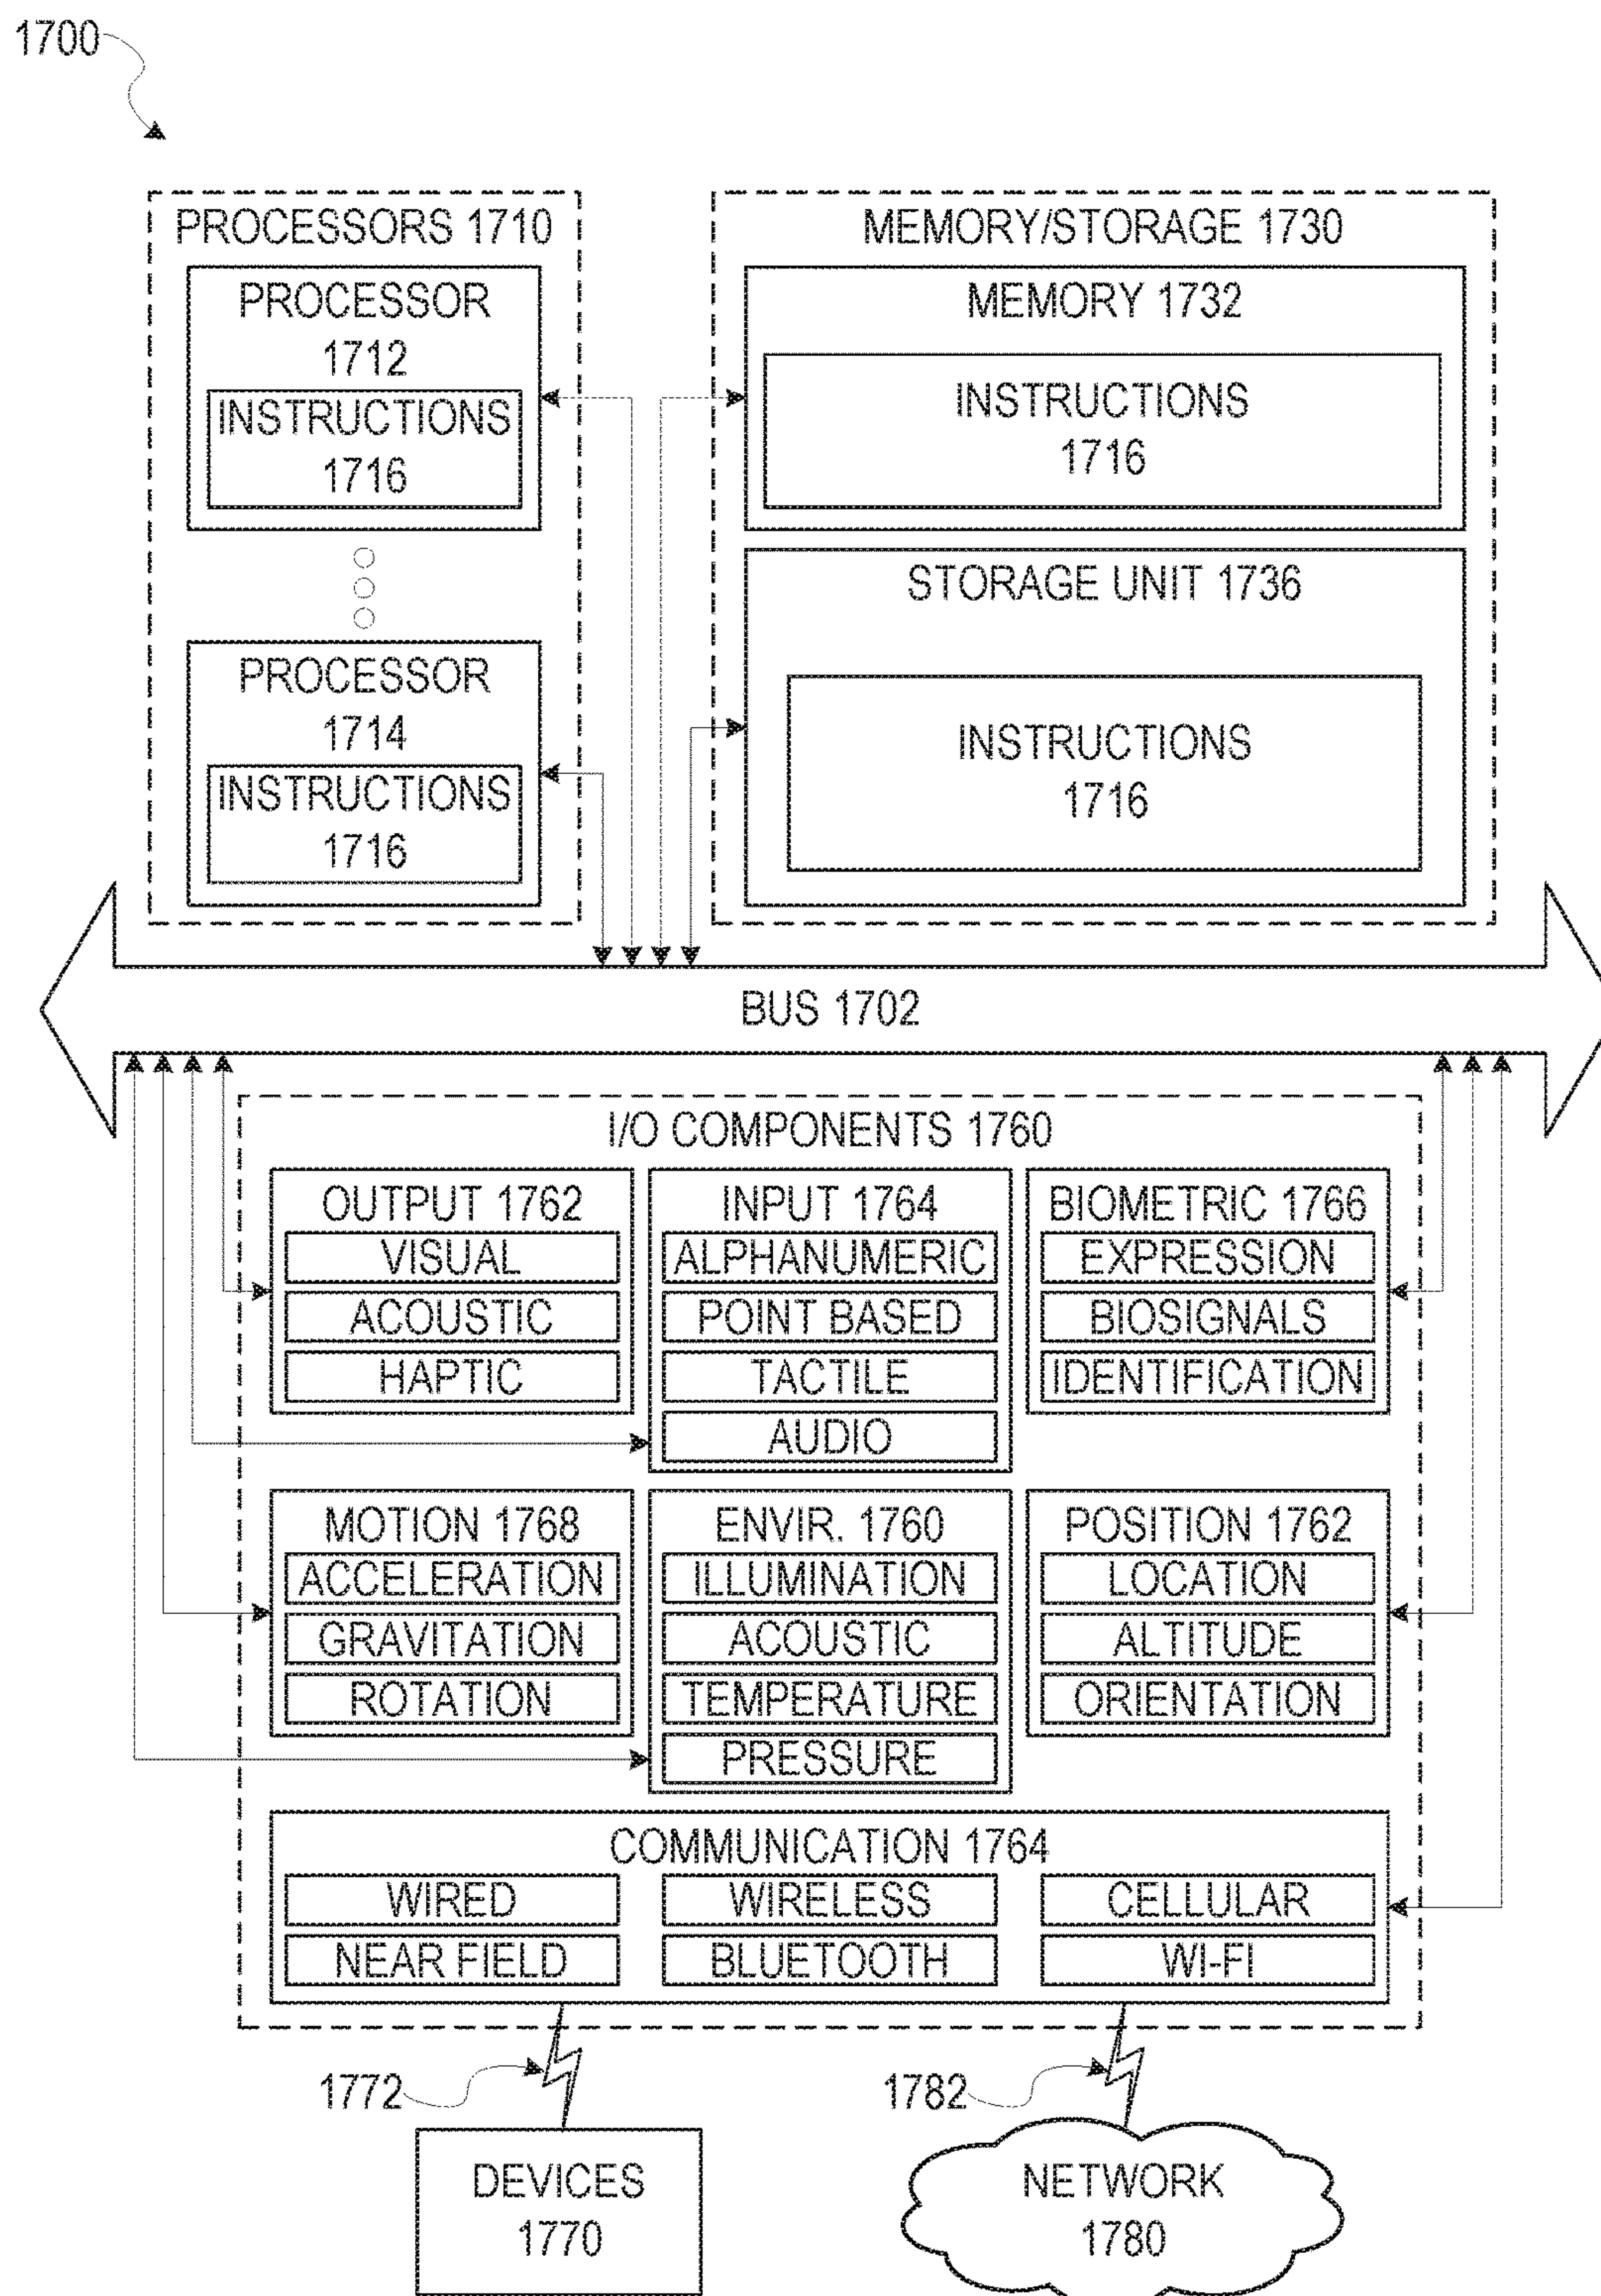 1700
PROCESSORS 1710
PROCESSOR
1712
INSTRUCTIONS
1716
PROCESSOR
1714
INSTRUCTIONS
1716
MEMORY/STORAGE 1730
MEMORY 1732
INSTRUCTIONS
1716
STORAGE UNIT 1736
INSTRUCTIONS
1716
BUS 1702
I/O COMPONENTS 1760
OUTPUT 1762
VISUAL
ACOUSTIC
HAPTIC
INPUT 1764
ALPHANUMERIC
POINT BASED
TACTILE
AUDIO
BIOMETRIC 1766
EXPRESSION
BIOSIGNALS
IDENTIFICATION
MOTION 1768
ACCELERATION
GRAVITATION
ROTATION
ENVIR. 1760
ILLUMINATION
ACOUSTIC
TEMPERATURE
PRESSURE
POSITION 1762
LOCATION
ALTITUDE
ORIENTATION
COMMUNICATION 1764
WIRED
WIRELESS
CELLULAR
NEAR FIELD
BLUETOOTH
WI-FI
1772
1782
DEVICES
1770
NETWORK
1780